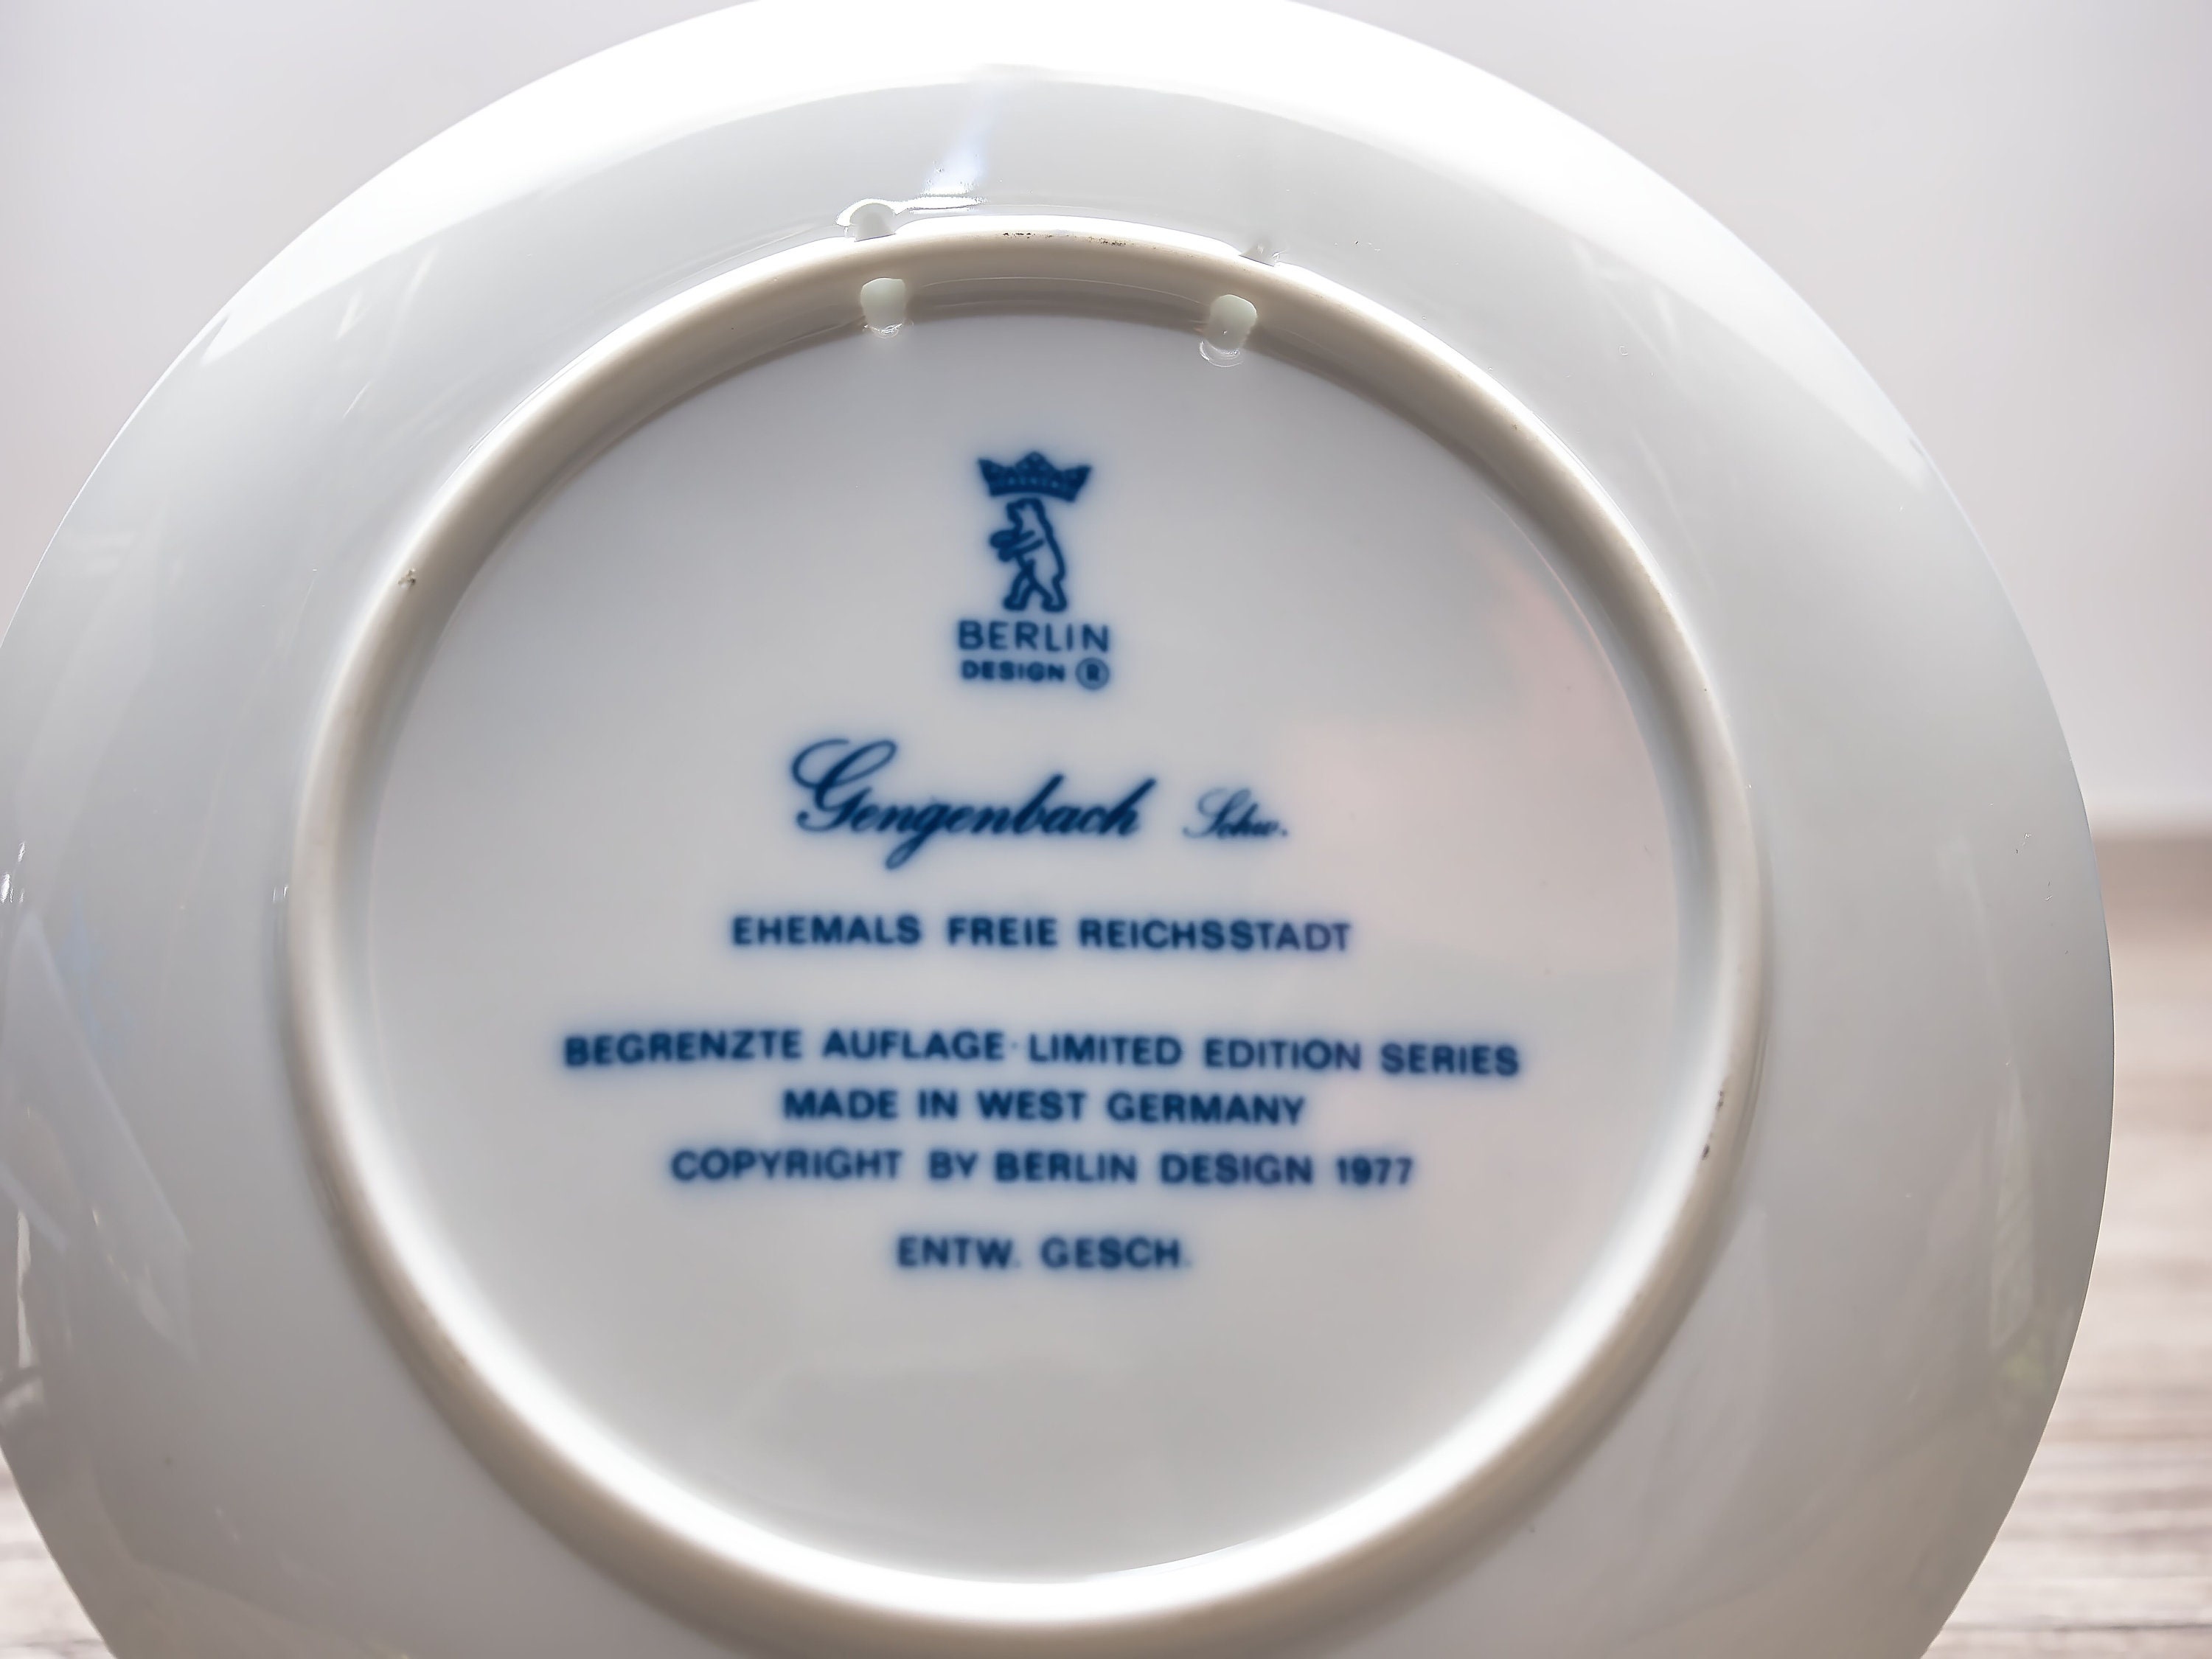 BERLIN
DESIGN ®
Gengenbach Schw.
EHEMALS FREIE REICHSSTADT
BEGRENZTE AUFLAGE · LIMITED EDITION SERIES
MADE IN WEST GERMANY
COPYRIGHT BY BERLIN DESIGN 1977
ENTW. GESCH.